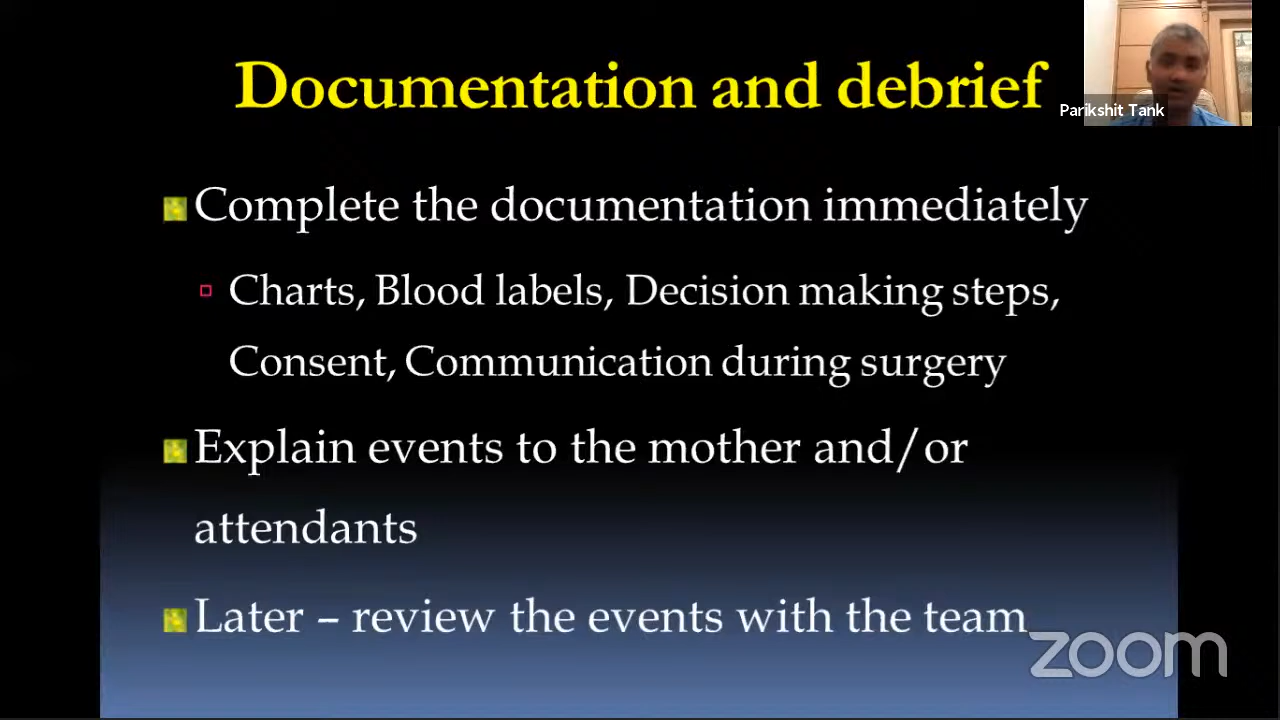 Documentation and debrief
Parikshit Tank
Complete the documentation immediately
Charts, Blood labels, Decision making steps,
Consent, Communication during surgery
Explain events to the mother and/or
attendants
Later – review the events with the team
zoom